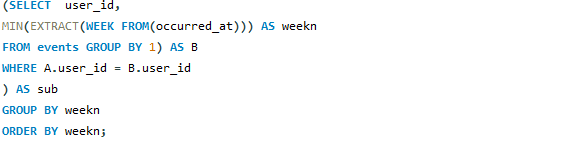 (SELECT user_id,
MIN(EXTRACT(WEEK FROM(occurred_at))) AS weekn
FROM events GROUP BY 1) AS B
WHERE A.user_id = B.user_id
) AS sub
GROUP BY weekn
ORDER BY weekn;